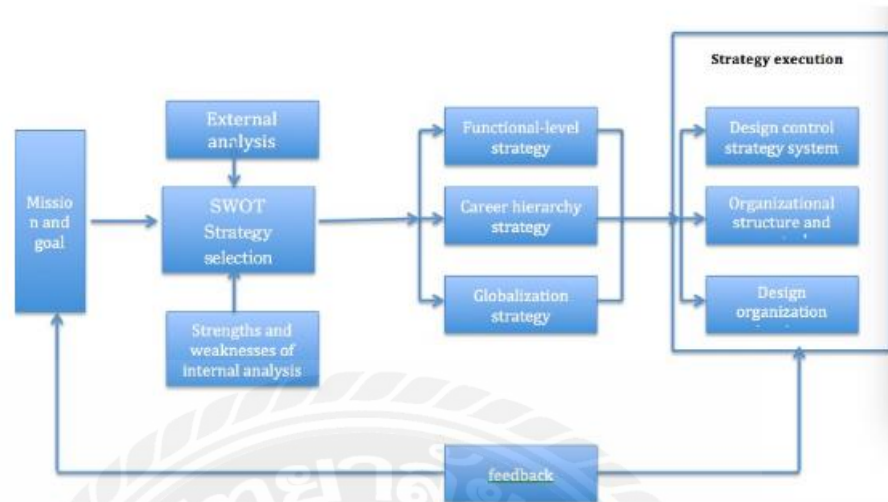 Strategy execution
External
analysis
Functional-level
strategy
Design control
strategy system
Missio
n and
goal
SWOT
Strategy
selection
Career hierarchy
strategy
Organizational
structure and
Globalization
strategy
Design
organization
Strengths and
weaknesses of
internal analysis
feedback